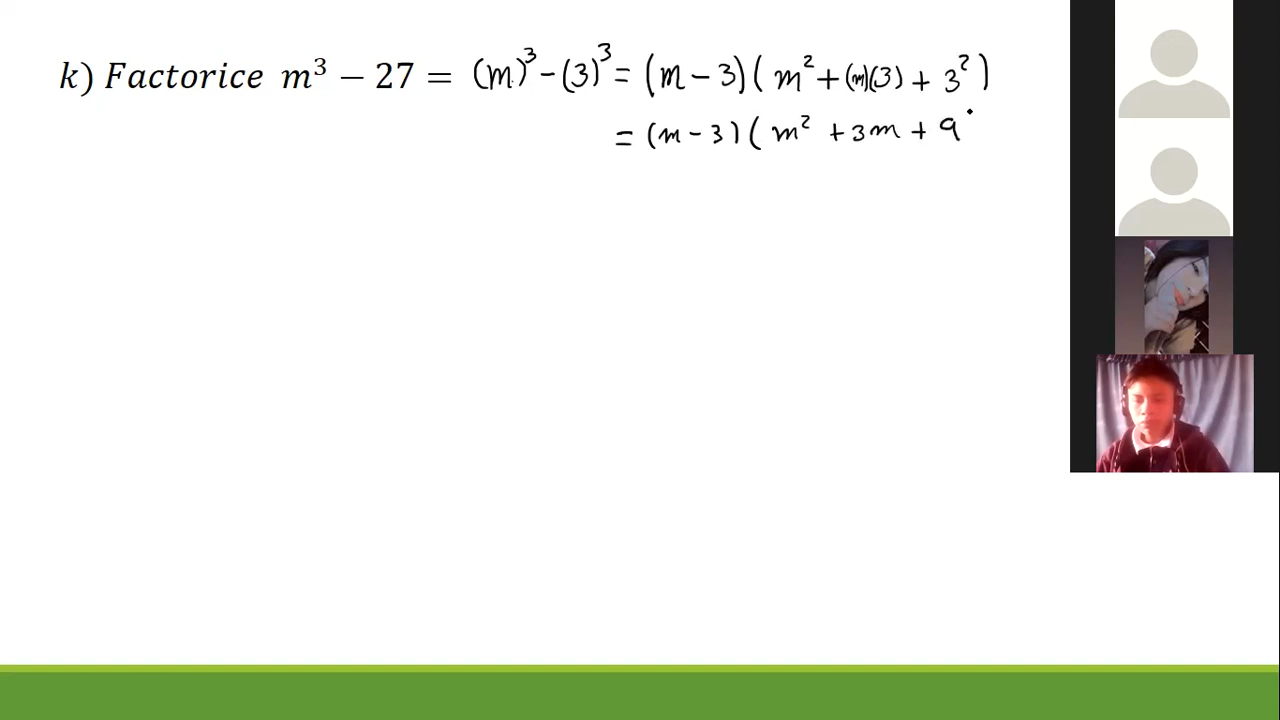 k) Factorice m³ − 27 = (m)³ − (3)³ = (m − 3)(m² + (m)(3) + 3²)
= (m − 3)(m² + 3m + 9